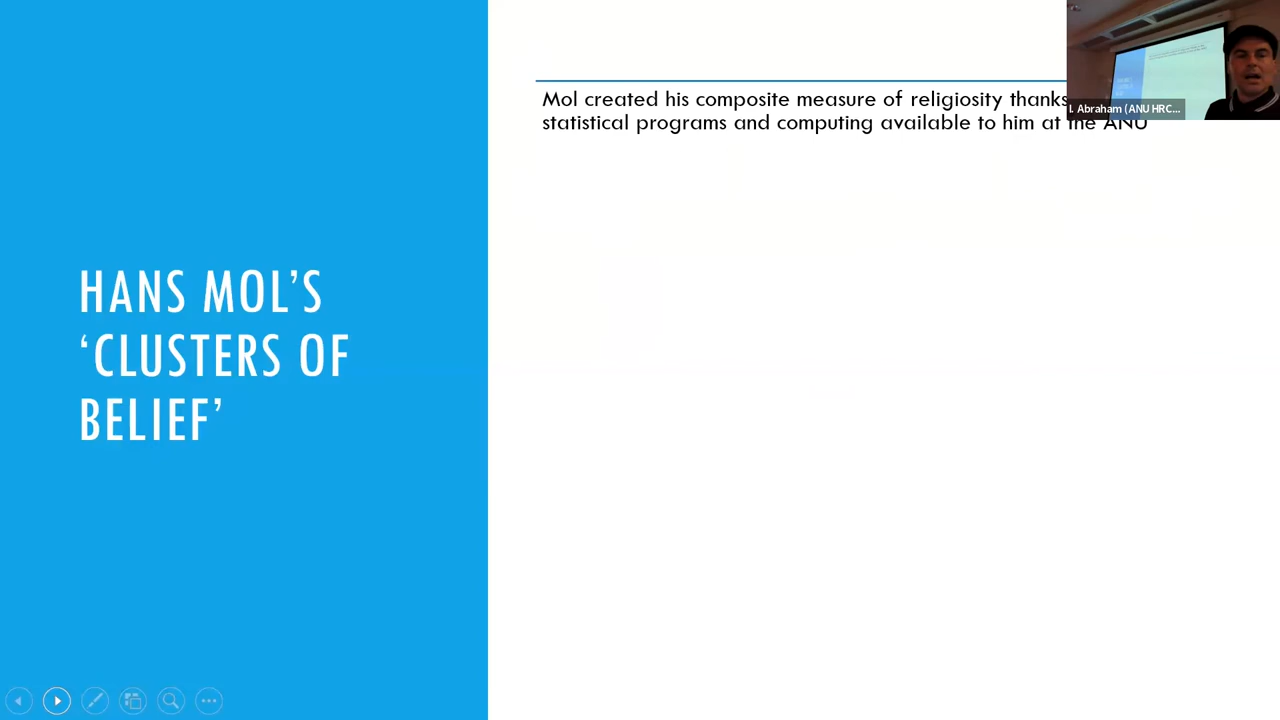 HANS MOL'S
‘CLUSTERS OF
BELIEF’
Mol created his composite measure of religiosity thanks
statistical programs and computing available to him at the ANU
I. Abraham (ANU HRC...